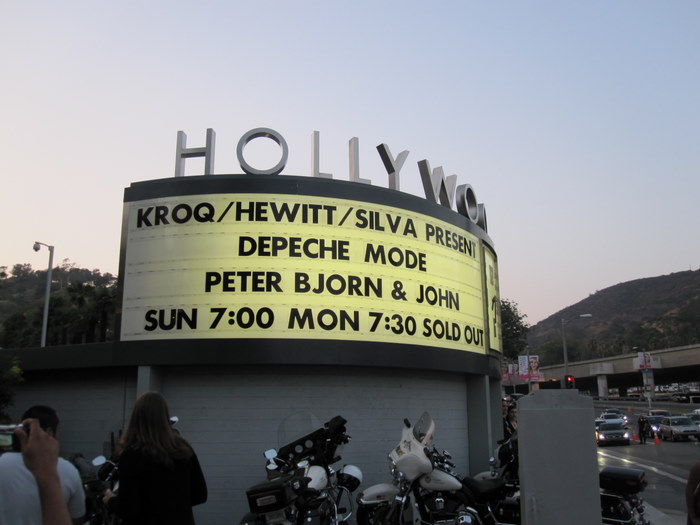 HOLLYWO
KROQ/HEWITT/SILVA PRESENT
DEPECHE MODE
PETER BJORN & JOHN
SUN 7:00 MON 7:30 SOLD OUT